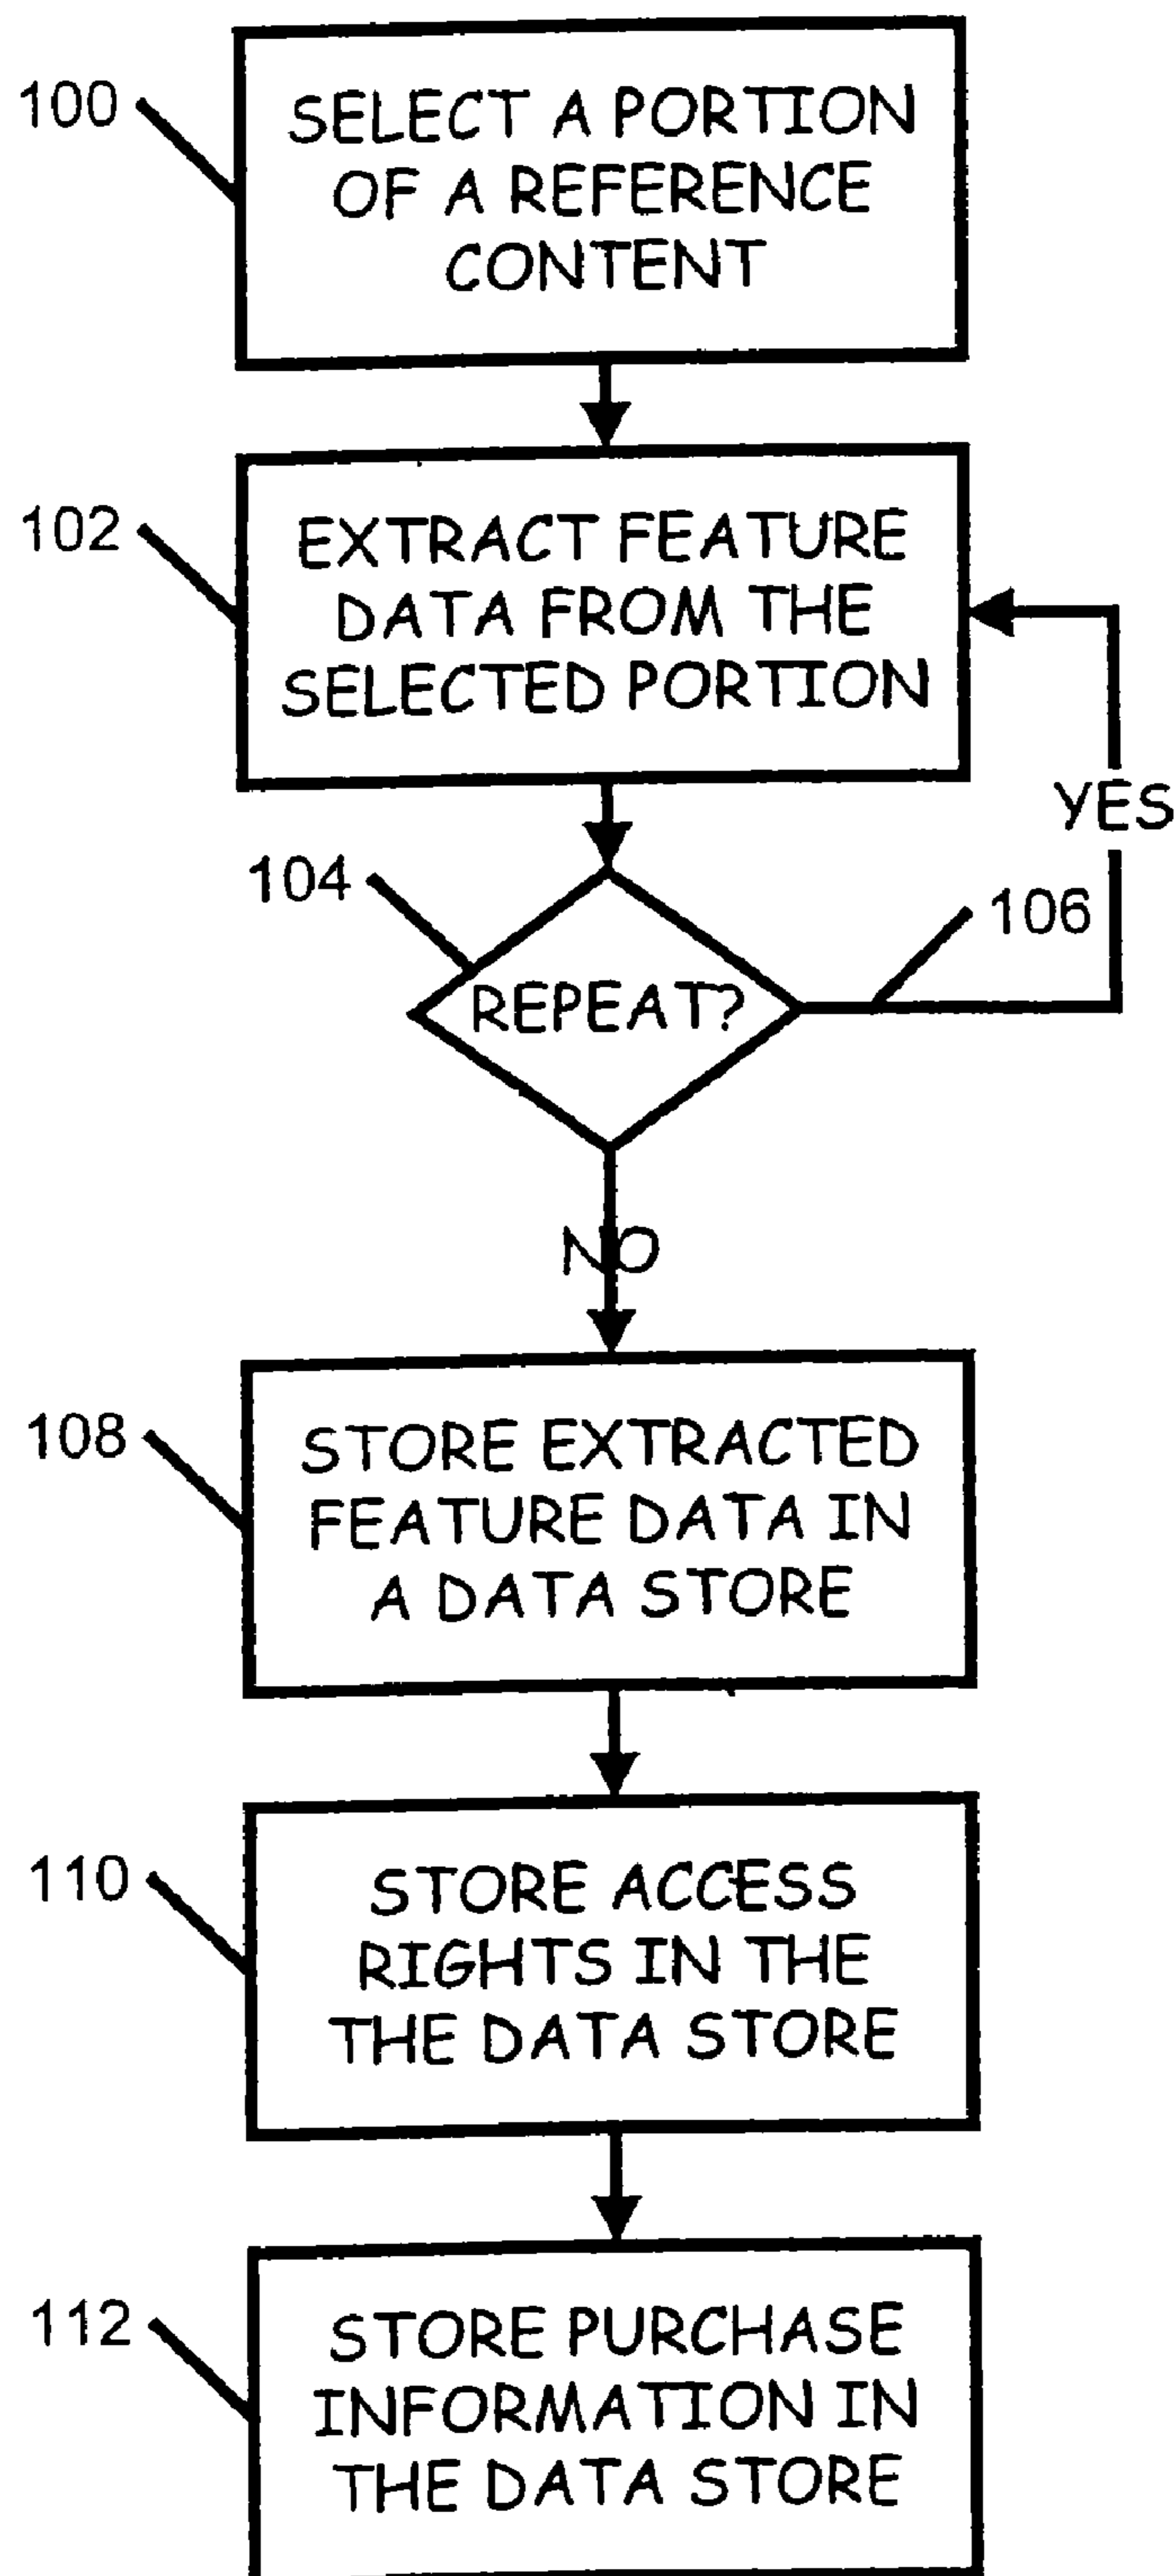 100
SELECT A PORTION
OF A REFERENCE
CONTENT
102
EXTRACT FEATURE
DATA FROM THE
SELECTED PORTION
YES
104
106
REPEAT?
NO
108
STORE EXTRACTED
FEATURE DATA IN
A DATA STORE
110
STORE ACCESS
RIGHTS IN THE
THE DATA STORE
112
STORE PURCHASE
INFORMATION IN
THE DATA STORE